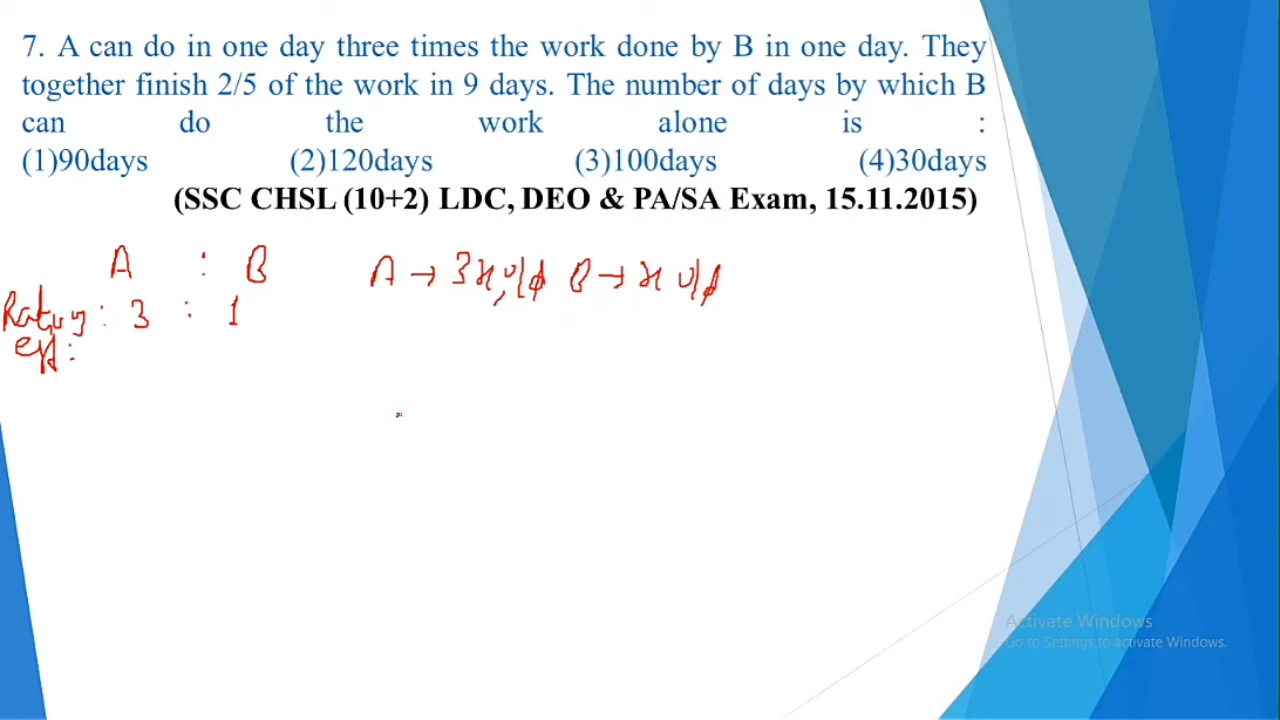 7. A can do in one day three times the work done by B in one day. They
together finish 2/5 of the work in 9 days. The number of days by which B
can do the work alone is :
(1)90days (2)120days (3)100days (4)30days
(SSC CHSL (10+2) LDC, DEO & PA/SA Exam, 15.11.2015)
A : B A → 3x u/d B → x u/d
Ratio of : 3 : 1
eff:
Activate Windows
Go to Settings to activate Windows.